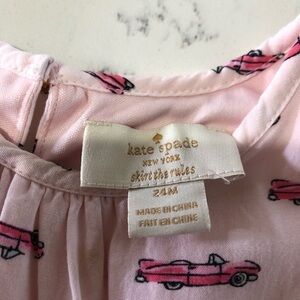 kate spade
NEW YORK
skirt the rules
24M
MADE IN CHINA
FAIT EN CHINE